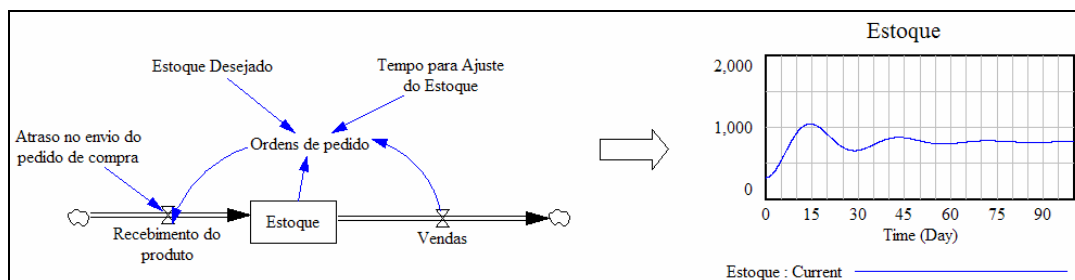 Estoque Desejado
Tempo para Ajuste
do Estoque
Atraso no envio do
pedido de compra
Ordens de pedido
Estoque
Recebimento do
produto
Vendas
Estoque
2,000
1,000
0
0 15 30 45 60 75 90
Time (Day)
Estoque : Current